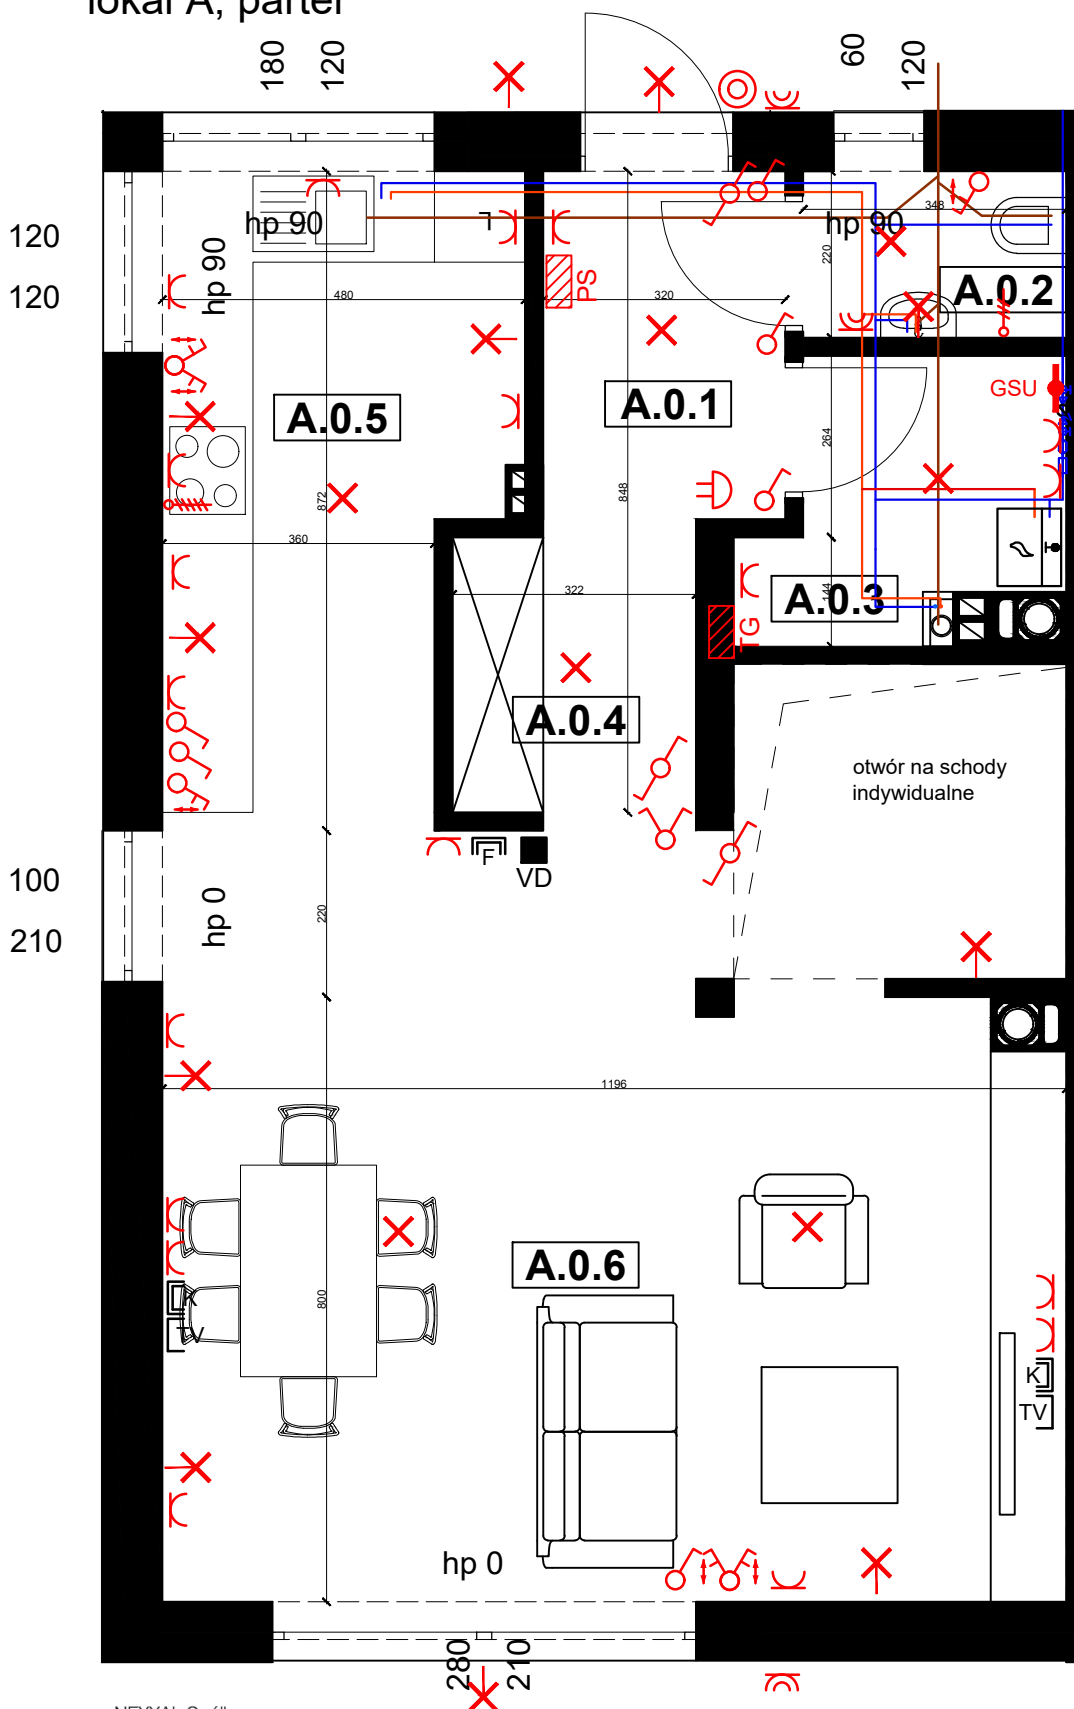 lokal A, parter
180
120
60
120
120
120
hp 90
hp 90
hp 90
348
220
480
320
PS
A.0.2
A.0.5
A.0.1
GSU
264
872
848
360
322
144
A.0.3
TG
A.0.4
otwór na schody
indywidualne
F
VD
100
210
hp 0
220
1196
A.0.6
800
K
TV
K
TV
hp 0
280
210